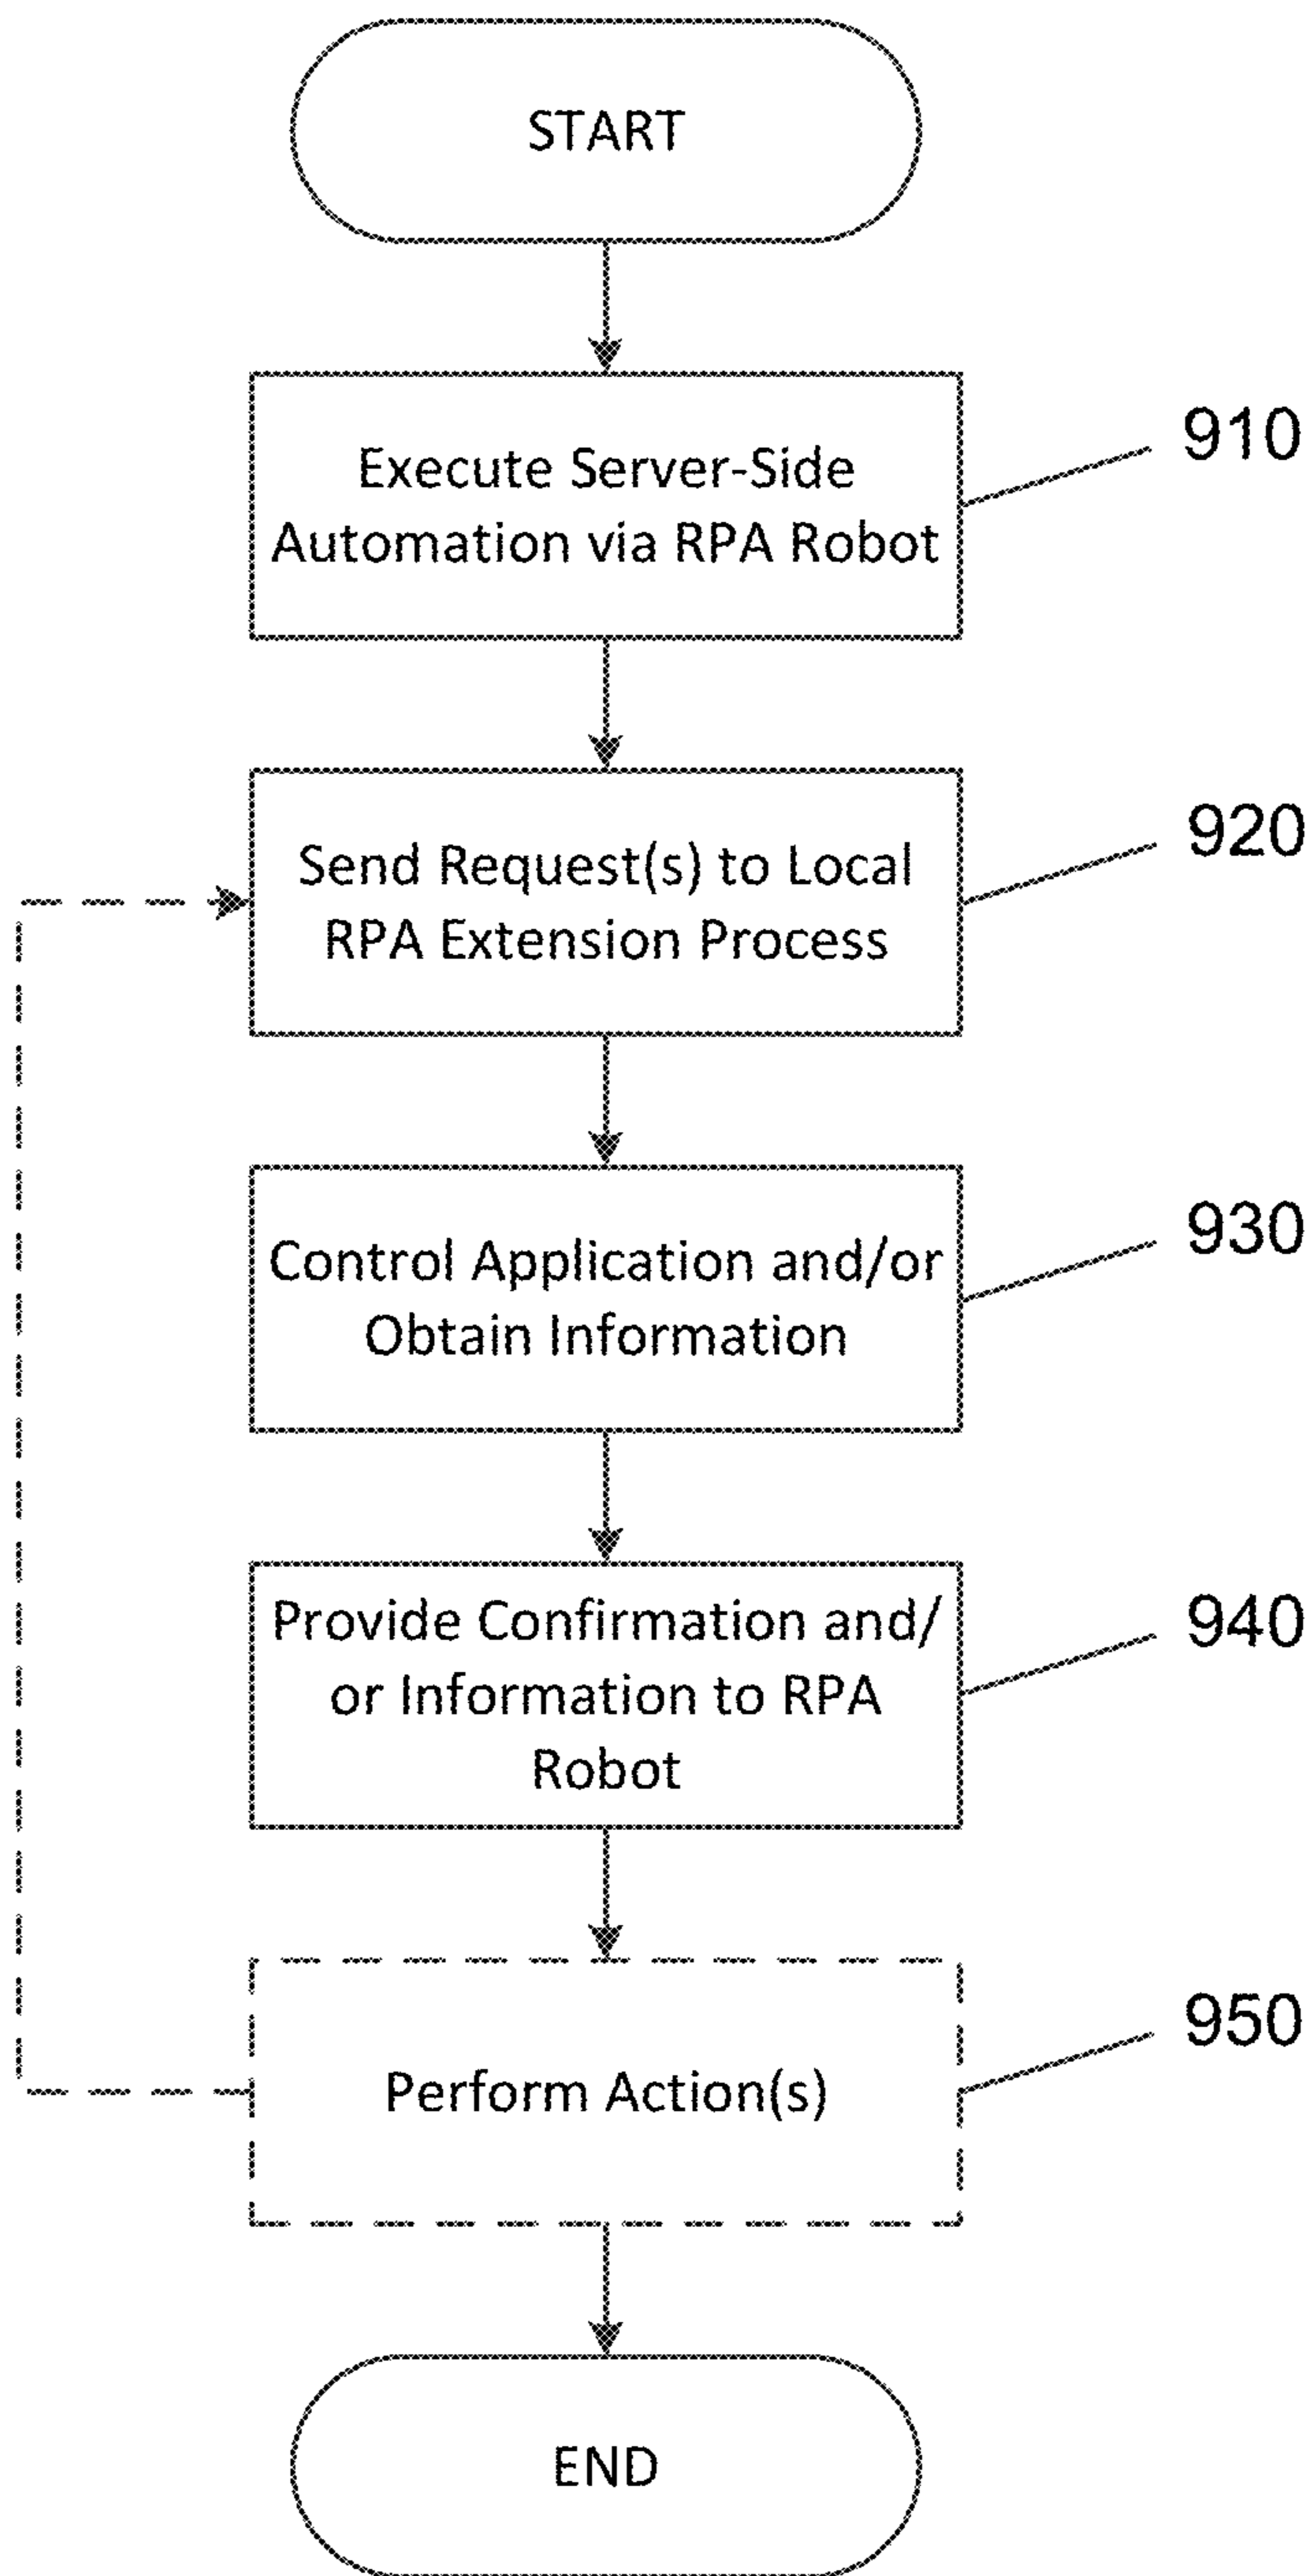 START
Execute Server-Side
Automation via RPA Robot
910
Send Request(s) to Local
RPA Extension Process
920
Control Application and/or
Obtain Information
930
Provide Confirmation and/
or Information to RPA
Robot
940
Perform Action(s)
950
END